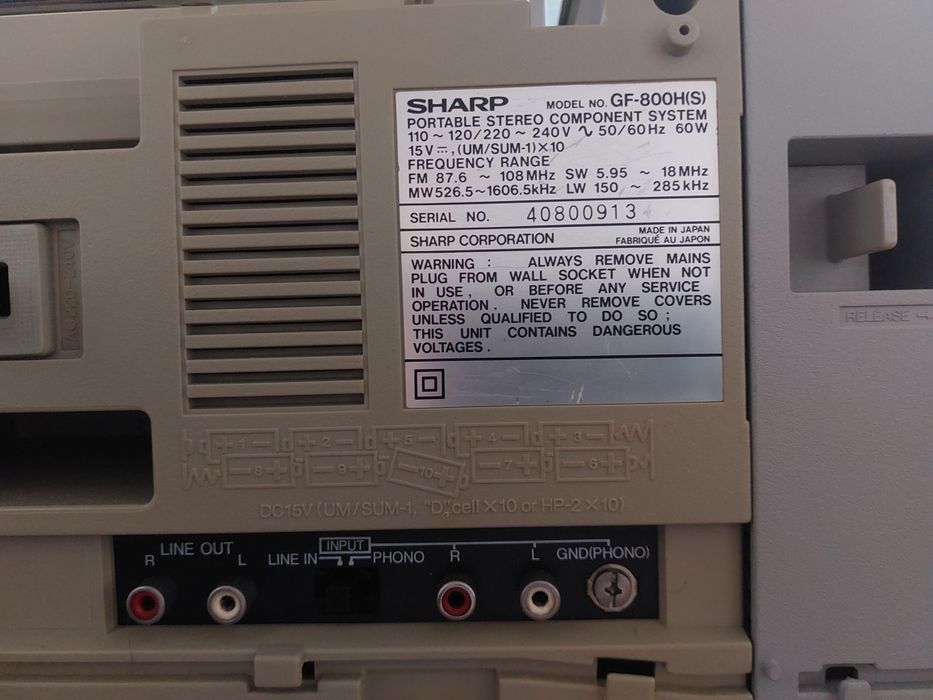 SHARP MODEL NO. GF-800H(S)
PORTABLE STEREO COMPONENT SYSTEM
110 ~ 120/220 ~ 240V ∿ 50/60Hz 60W
15V ⎓, (UM/SUM-1)×10
FREQUENCY RANGE
FM 87.6 ~ 108MHz SW 5.95 ~ 18MHz
MW 526.5~1606.5kHz LW 150 ~ 285kHz
SERIAL NO. 40800913
SHARP CORPORATION MADE IN JAPAN
FABRIQUÉ AU JAPON
WARNING : ALWAYS REMOVE MAINS
PLUG FROM WALL SOCKET WHEN NOT
IN USE, OR BEFORE ANY SERVICE
OPERATION. NEVER REMOVE COVERS
UNLESS QUALIFIED TO DO SO ;
THIS UNIT CONTAINS DANGEROUS
VOLTAGES.
RELEASE
+1− −2+ −5+ −4+ +3−
−8+ −9+ −10+ −7+ −6+
DC15V (UM/SUM-1, "D" cell ×10 or HP-2 ×10)
LINE OUT
R L
INPUT
LINE IN PHONO R L GND(PHONO)